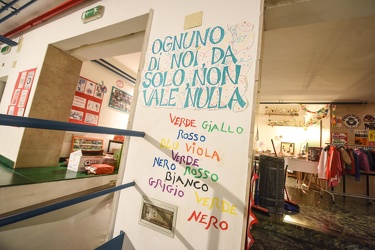 OGNUNO
DI NOI DA
SOLO, NON
VALE NULLA
VERDE GIALLO
ROSSO
BLU VIOLA
VERDE
NERO ROSSO
BIANCO
GRIGIO VERDE
NERO